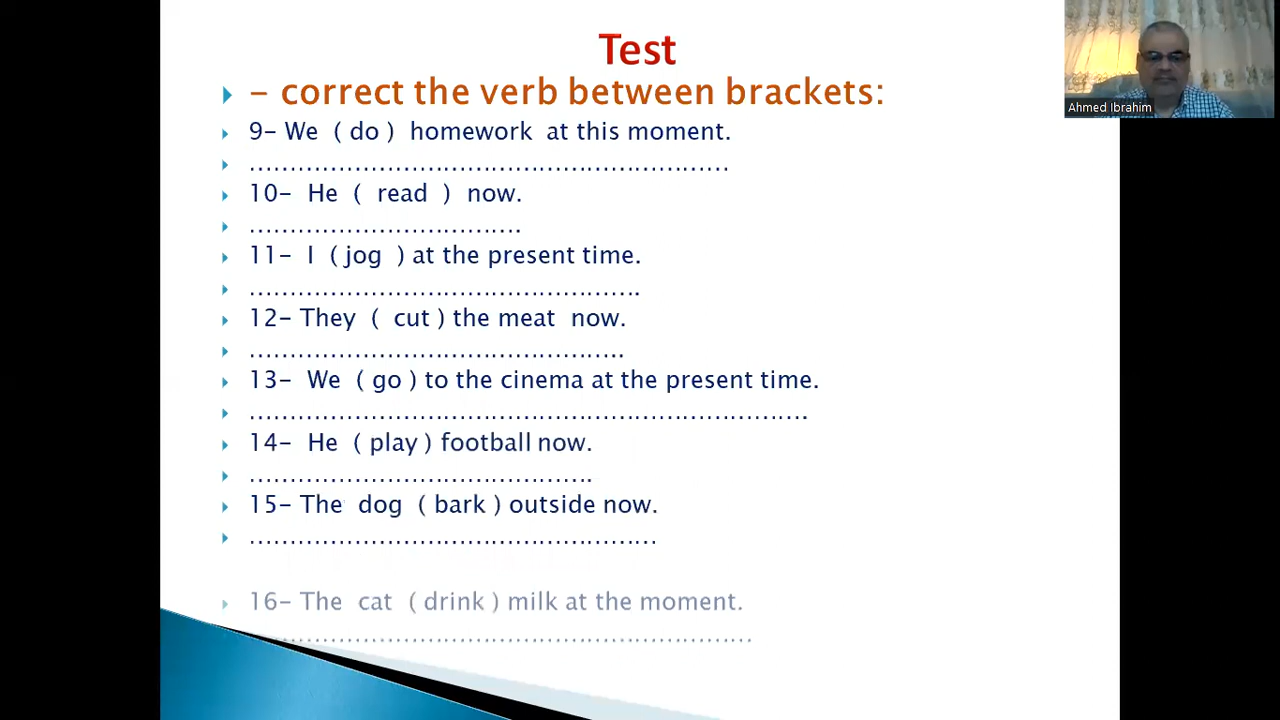 Test
– correct the verb between brackets:
9– We ( do ) homework at this moment.
………………………………………………………
10– He ( read ) now.
…………………………….
11– I ( jog ) at the present time.
………………………………………….
12– They ( cut ) the meat now.
………………………………………..
13– We ( go ) to the cinema at the present time.
…………………………………………………………….
14– He ( play ) football now.
…………………………………….
15– The dog ( bark ) outside now.
……………………………………………
16– The cat ( drink ) milk at the moment.
……………………………………………………
Ahmed Ibrahim